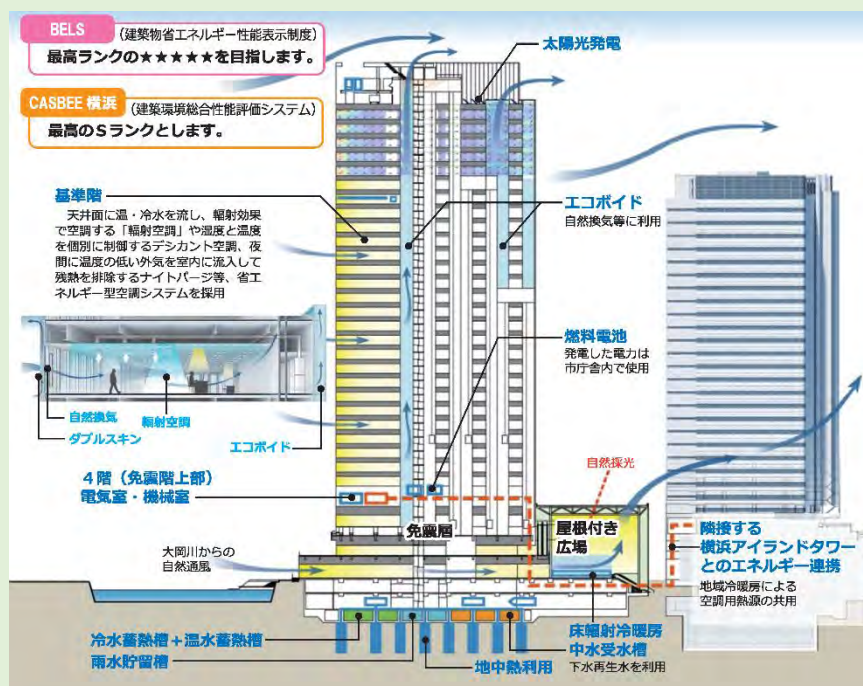 BELS
(建築物省エネルギー性能表示制度)
最高ランクの★★★★★を目指します。
CASBEE 横浜
(建築環境総合性能評価システム)
最高のSランクとします。
太陽光発電
基準階
天井面に温・冷水を流し、輻射効果
で空調する「輻射空調」や湿度と温度
を個別に制御するデシカント空調、夜
間に温度の低い外気を室内に流入して
残熱を排除するナイトパージ等、省エ
ネルギー型空調システムを採用
エコボイド
自然換気等に利用
燃料電池
発電した電力は
市庁舎内で使用
自然換気
輻射空調
ダブルスキン
エコボイド
4階(免震階上部)
電気室・機械室
免震層
自然採光
屋根付き
広場
隣接する
横浜アイランドタワー
とのエネルギー連携
地域冷暖房による
空調用熱源の共用
大岡川からの
自然通風
冷水蓄熱槽+温水蓄熱槽
雨水貯留槽
地中熱利用
床輻射冷暖房
中水受水槽
下水再生水を利用